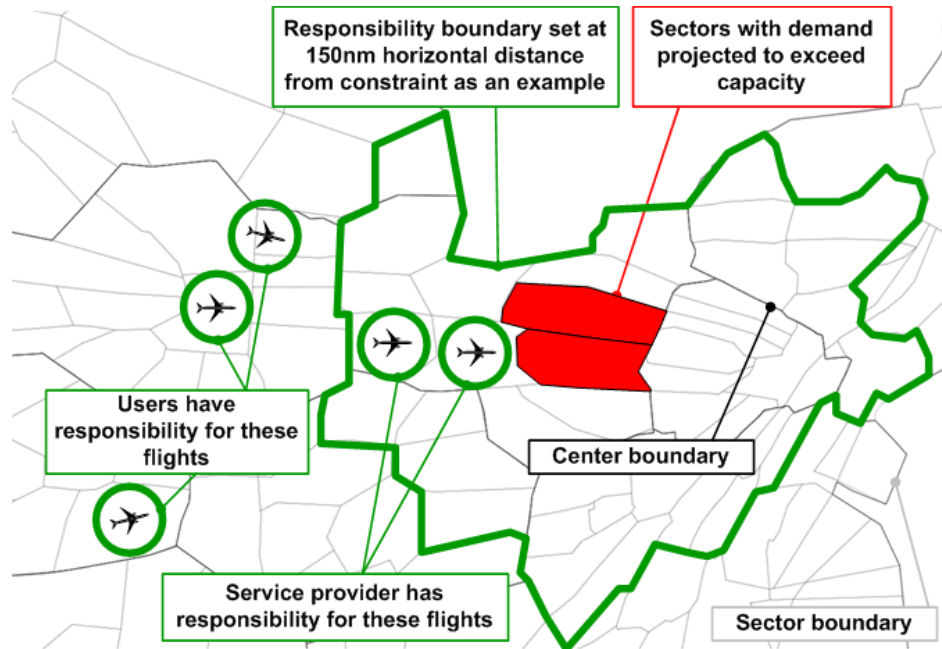 Responsibility boundary set at
150nm horizontal distance
from constraint as an example
Sectors with demand
projected to exceed
capacity
Users have
responsibility for these
flights
Center boundary
Service provider has
responsibility for these flights
Sector boundary